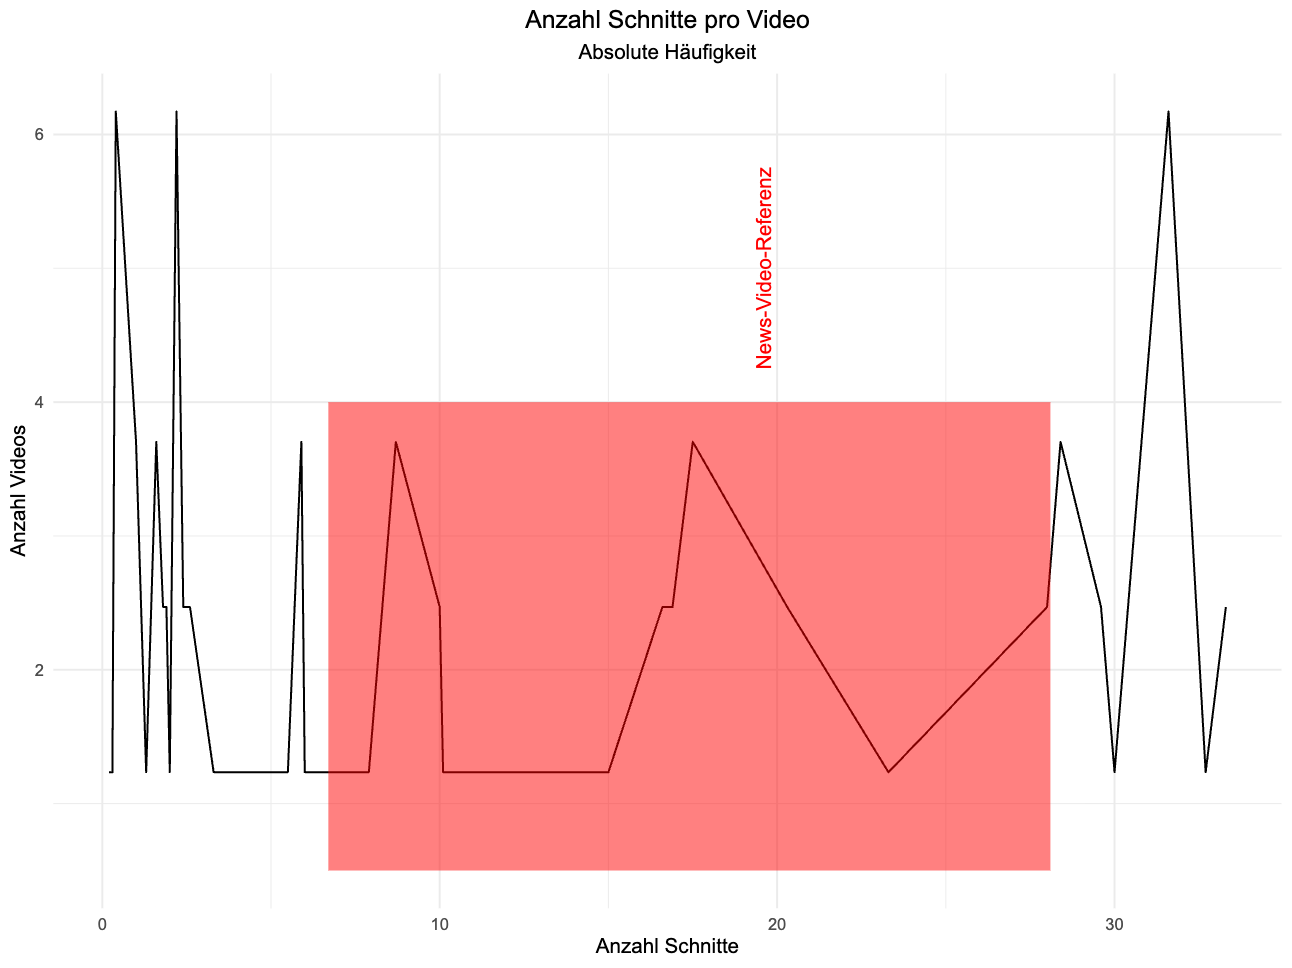 Anzahl Schnitte pro Video
Absolute Häufigkeit
6
4
2
Anzahl Videos
News-Video-Referenz
0 10 20 30
Anzahl Schnitte